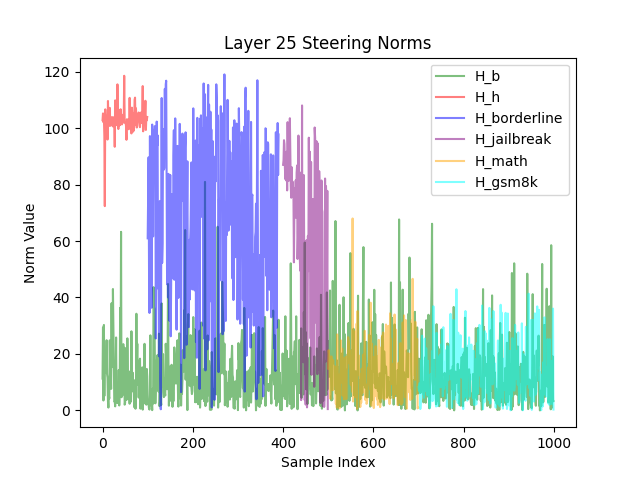 Layer 25 Steering Norms
Norm Value
120
100
80
60
40
20
0
0
200
400
600
800
1000
Sample Index
H_b
H_h
H_borderline
H_jailbreak
H_math
H_gsm8k